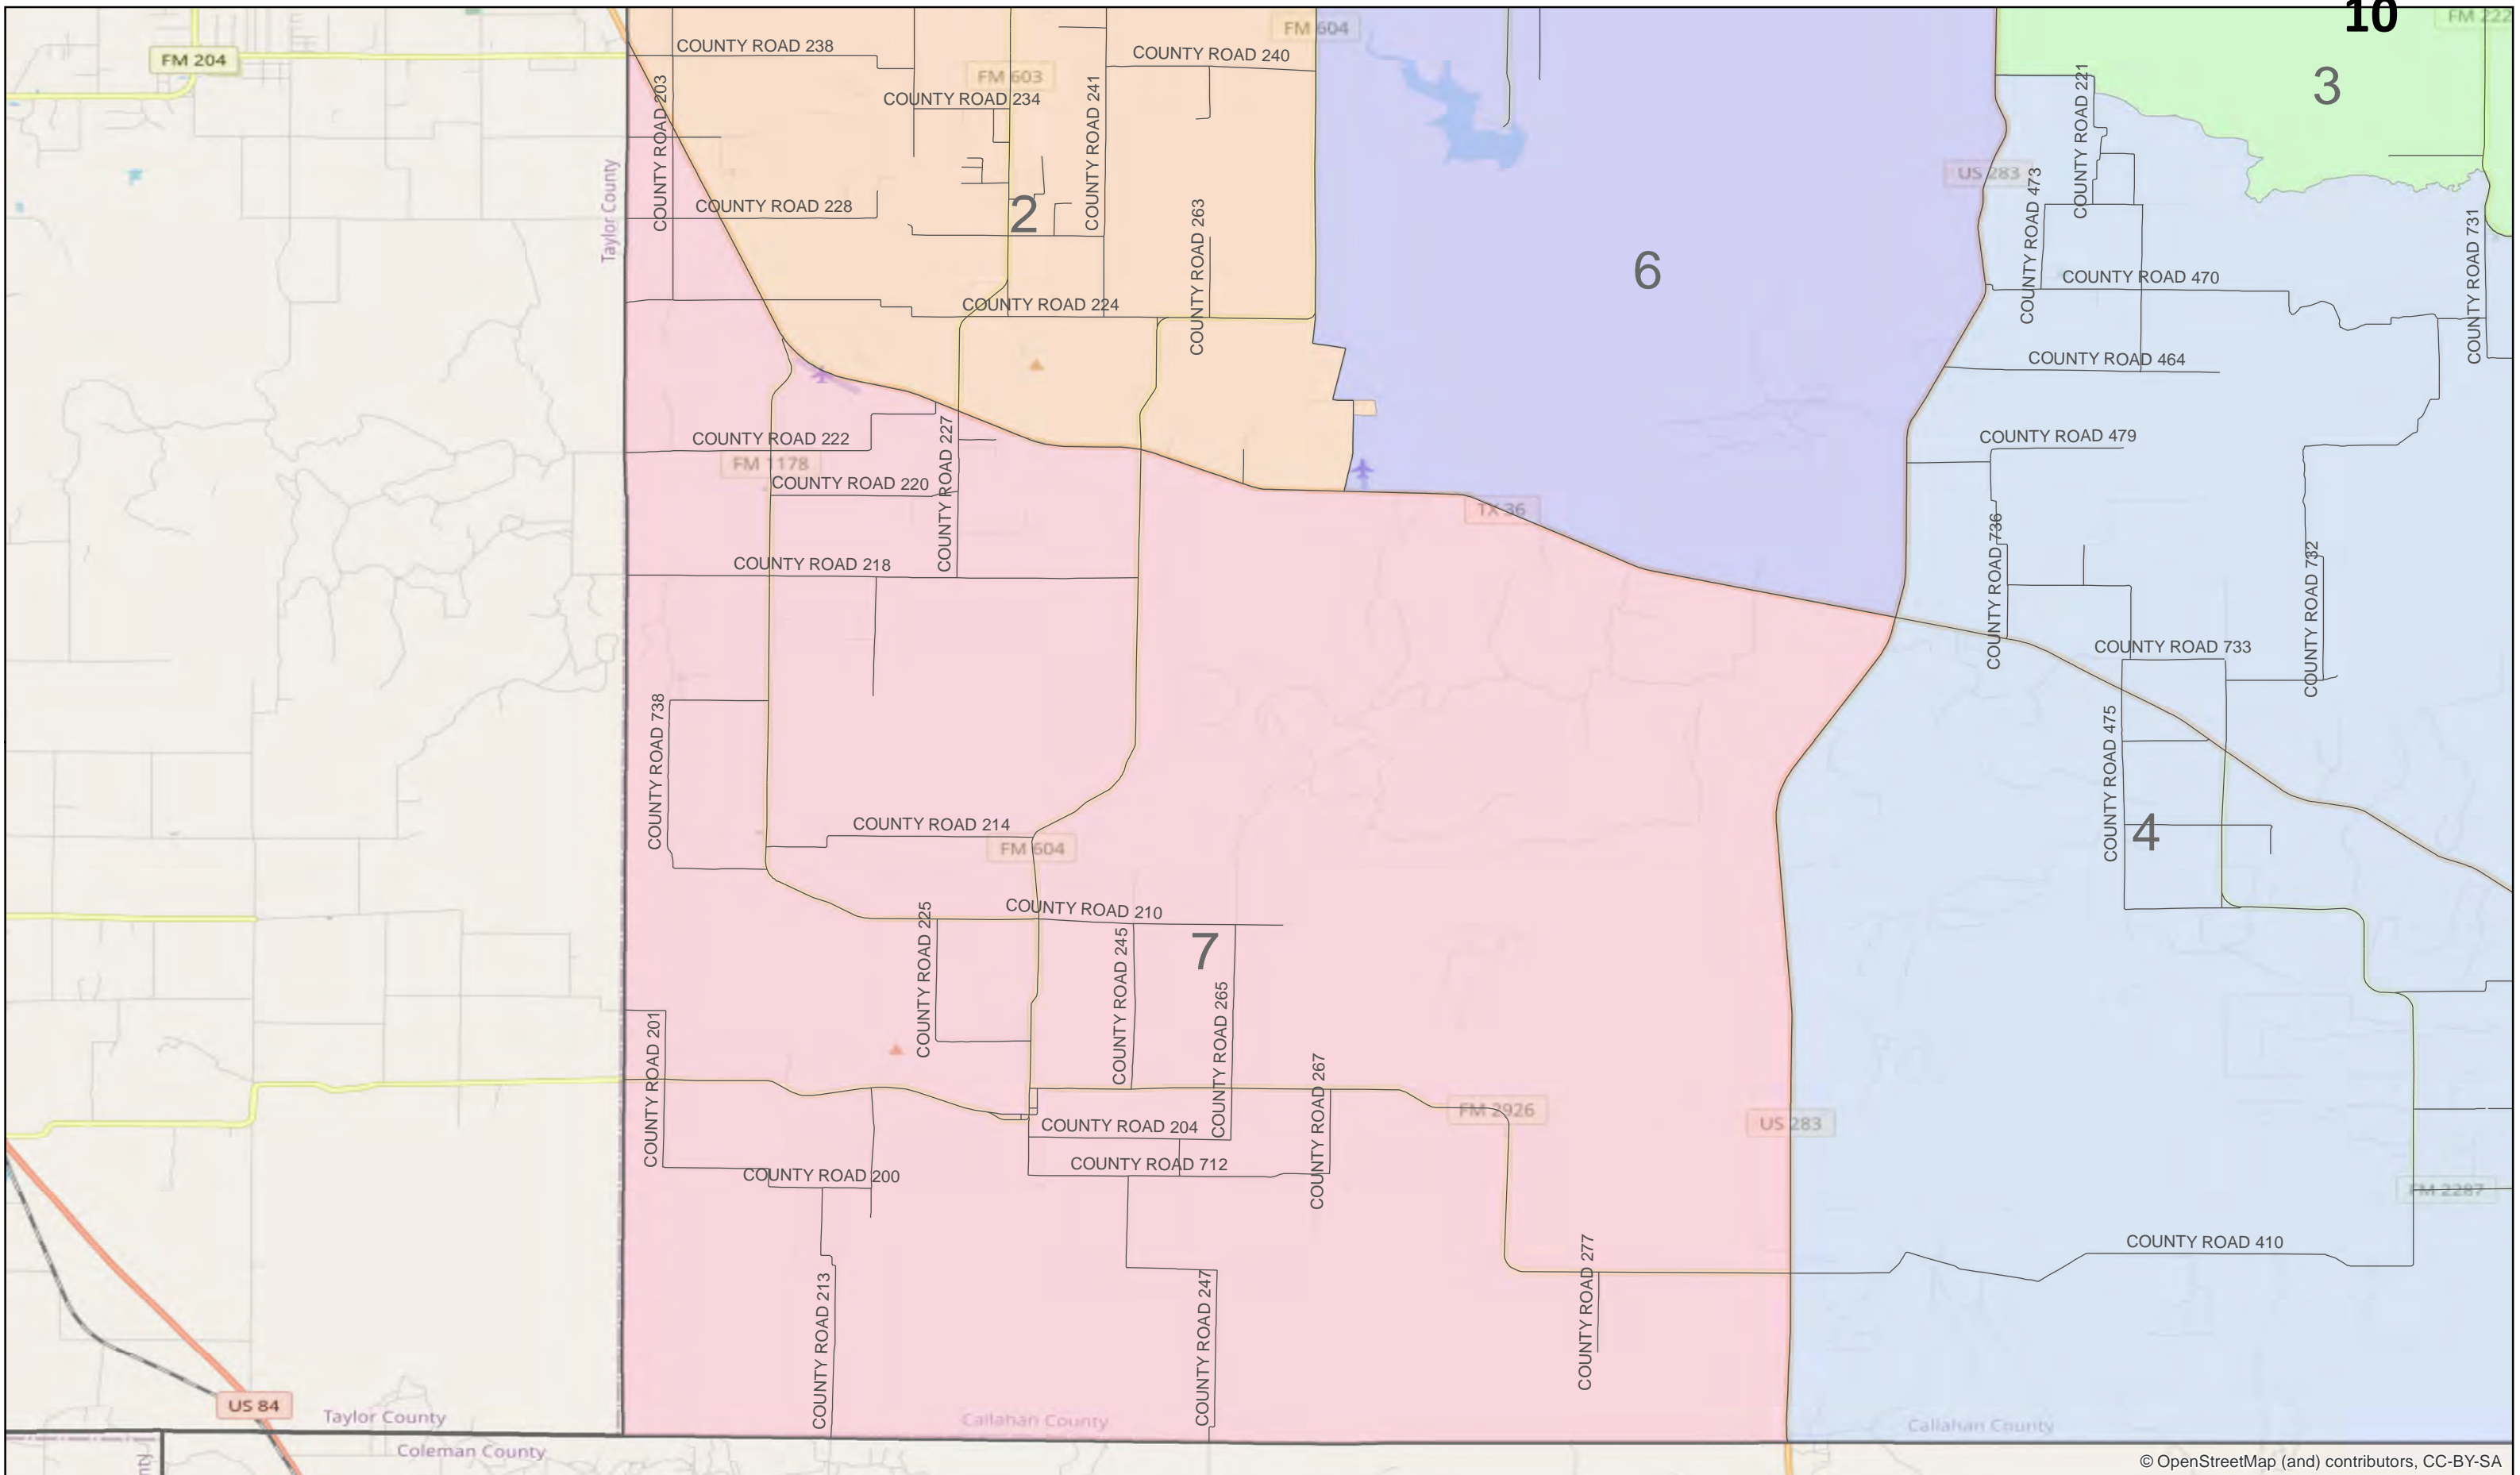 10
FM 222
FM 604
3
COUNTY ROAD 238
FM 204
COUNTY ROAD 240
FM 603
COUNTY ROAD 203
COUNTY ROAD 234
COUNTY ROAD 241
COUNTY ROAD 221
US 283
Taylor County
COUNTY ROAD 228
2
COUNTY ROAD 263
COUNTY ROAD 473
COUNTY ROAD 731
6
COUNTY ROAD 470
COUNTY ROAD 224
COUNTY ROAD 464
COUNTY ROAD 222
COUNTY ROAD 227
COUNTY ROAD 479
FM 1178
COUNTY ROAD 220
TX 36
COUNTY ROAD 218
COUNTY ROAD 736
COUNTY ROAD 732
COUNTY ROAD 733
COUNTY ROAD 738
COUNTY ROAD 475
COUNTY ROAD 214
4
FM 604
COUNTY ROAD 210
COUNTY ROAD 225
COUNTY ROAD 245
7
COUNTY ROAD 265
COUNTY ROAD 201
COUNTY ROAD 267
FM 2926
COUNTY ROAD 204
US 283
COUNTY ROAD 712
COUNTY ROAD 200
FM 2287
COUNTY ROAD 410
COUNTY ROAD 277
COUNTY ROAD 213
COUNTY ROAD 247
US 84
Taylor County
Callahan County
Callahan County
Coleman County
nty
© OpenStreetMap (and) contributors, CC-BY-SA